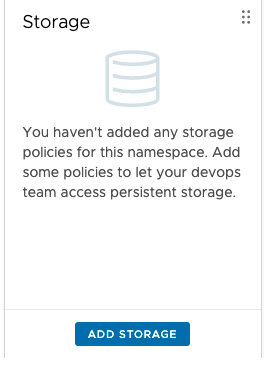 Storage
You haven't added any storage
policies for this namespace. Add
some policies to let your devops
team access persistent storage.
ADD STORAGE